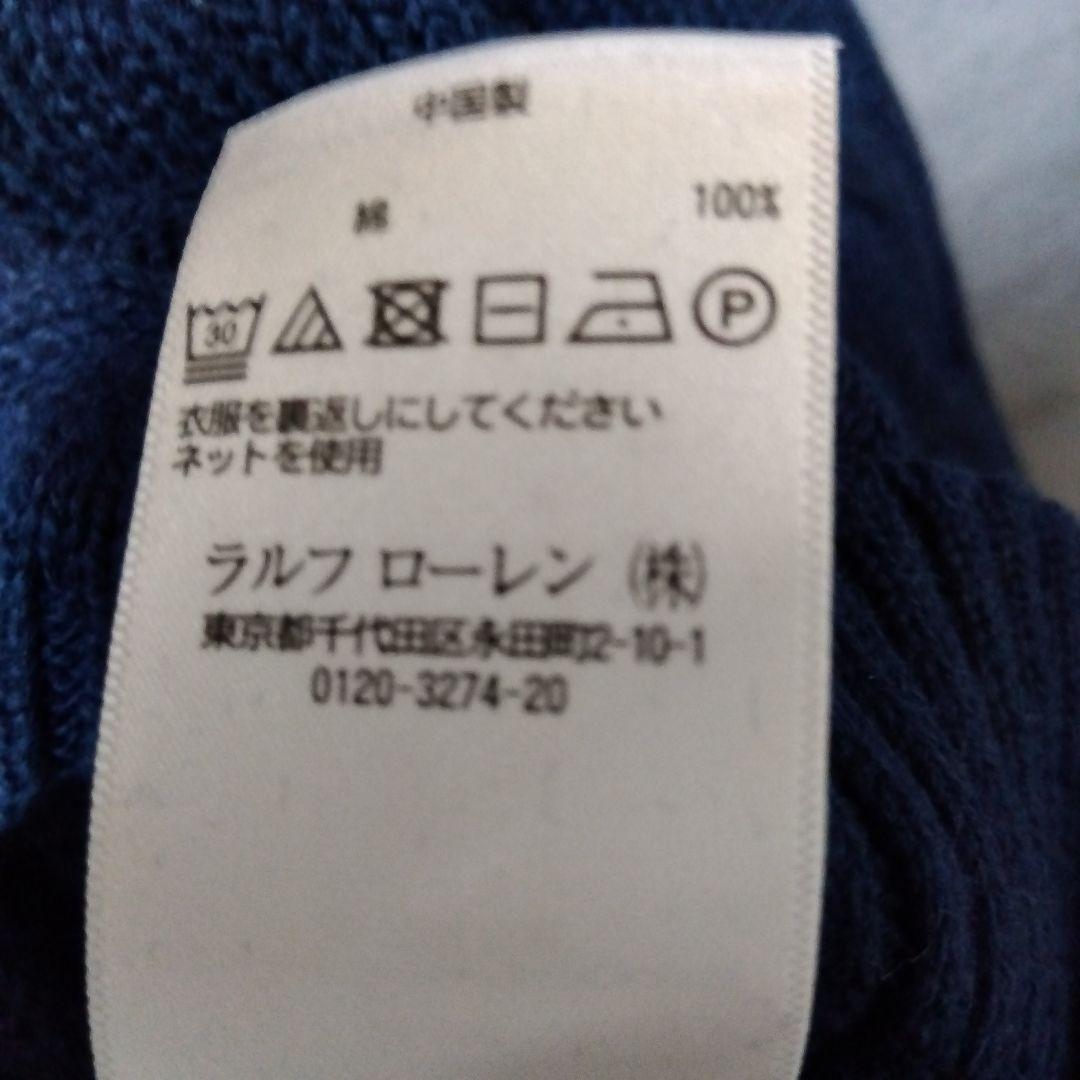 中国製
綿 100%
30 P
衣服を裏返しにしてください
ネットを使用
ラルフ ローレン (株)
東京都千代田区永田町2-10-1
0120-3274-20